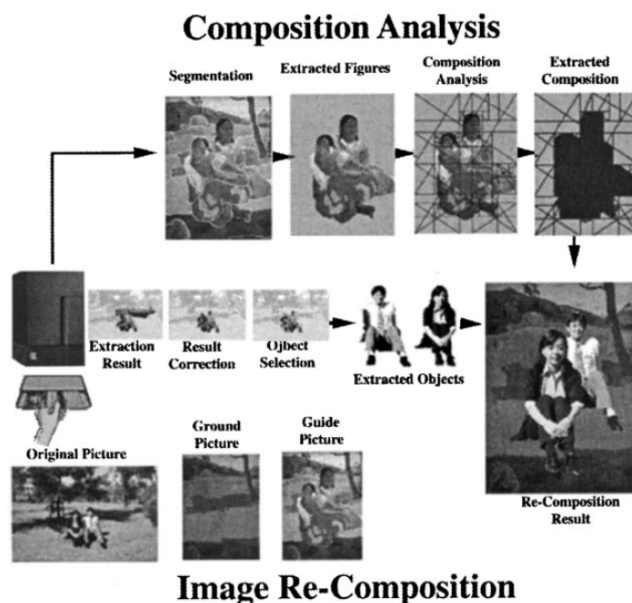 Composition Analysis
Segmentation
Extracted Figures
Composition
Analysis
Extracted
Composition
Extraction
Result
Result
Correction
Ojbect
Selection
Extracted Objects
Original Picture
Ground
Picture
Guide
Picture
Re-Composition
Result
Image Re-Composition